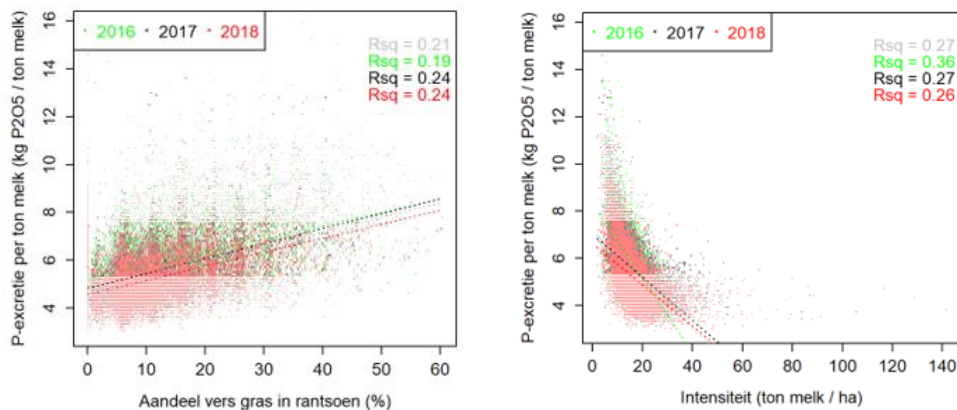 P-excretie per ton melk (kg P2O5 / ton melk)
16
14
12
10
8
6
4
2016 2017 2018
Rsq = 0.21
Rsq = 0.19
Rsq = 0.24
Rsq = 0.24
0 10 20 30 40 50 60
Aandeel vers gras in rantsoen (%)
P-excretie per ton melk (kg P2O5 / ton melk)
16
14
12
10
8
6
4
2016 2017 2018
Rsq = 0.27
Rsq = 0.36
Rsq = 0.27
Rsq = 0.26
0 20 40 60 80 100 120 140
Intensiteit (ton melk / ha)